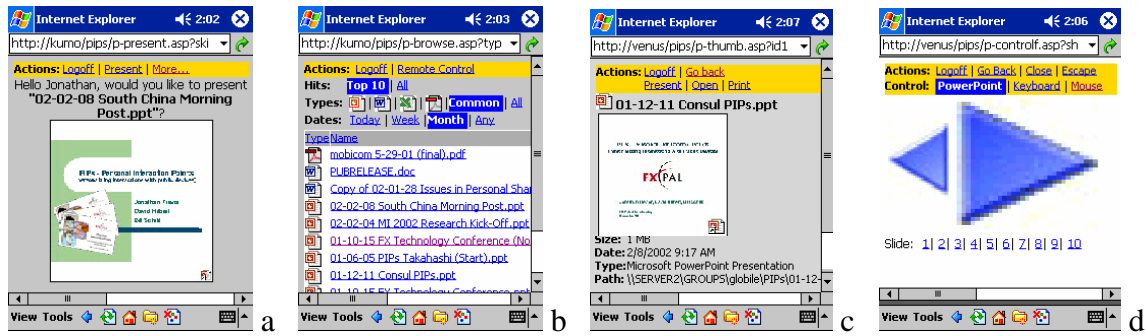 Internet Explorer 2:02
http://kumo/pips/p-present.asp?ski
Actions: Logoff | Present | More...
Hello Jonathan, would you like to present
"02-02-08 South China Morning
Post.ppt"?
PIPs - Personal Interaction Points
Jonathan Trevor
David Hilbert
Bill Schilit
View Tools
a
Internet Explorer 2:03
http://kumo/pips/p-browse.asp?typ
Actions: Logoff | Remote Control
Hits: Top 10 | All
Types: | | | | Common | All
Dates: Today | Week | Month | Any
Type Name
mobicom 5-29-01 (final).pdf
PUBRELEASE.doc
Copy of 02-01-28 Issues in Personal Shar
02-02-08 South China Morning Post.ppt
02-02-04 MI 2002 Research Kick-Off.ppt
01-10-15 FX Technology Conference (No
01-06-05 PIPs Takahashi (Start).ppt
01-12-11 Consul PIPs.ppt
01-10-15 FX Technology Conference.ppt
View Tools
b
Internet Explorer 2:07
http://venus/pips/p-thumb.asp?id1
Actions: Logoff | Go back
Present | Open | Print
01-12-11 Consul PIPs.ppt
FXPAL
Size: 1 MB
Date: 2/8/2002 9:17 AM
Type:Microsoft PowerPoint Presentation
Path: \\SERVER2\GROUPS\globile\PIPs\01-12-
View Tools
c
Internet Explorer 2:06
http://venus/pips/p-controlf.asp?sh
Actions: Logoff | Go Back | Close | Escape
Control: PowerPoint | Keyboard | Mouse
Slide: 1| 2| 3| 4| 5| 6| 7| 8| 9| 10
View Tools
d